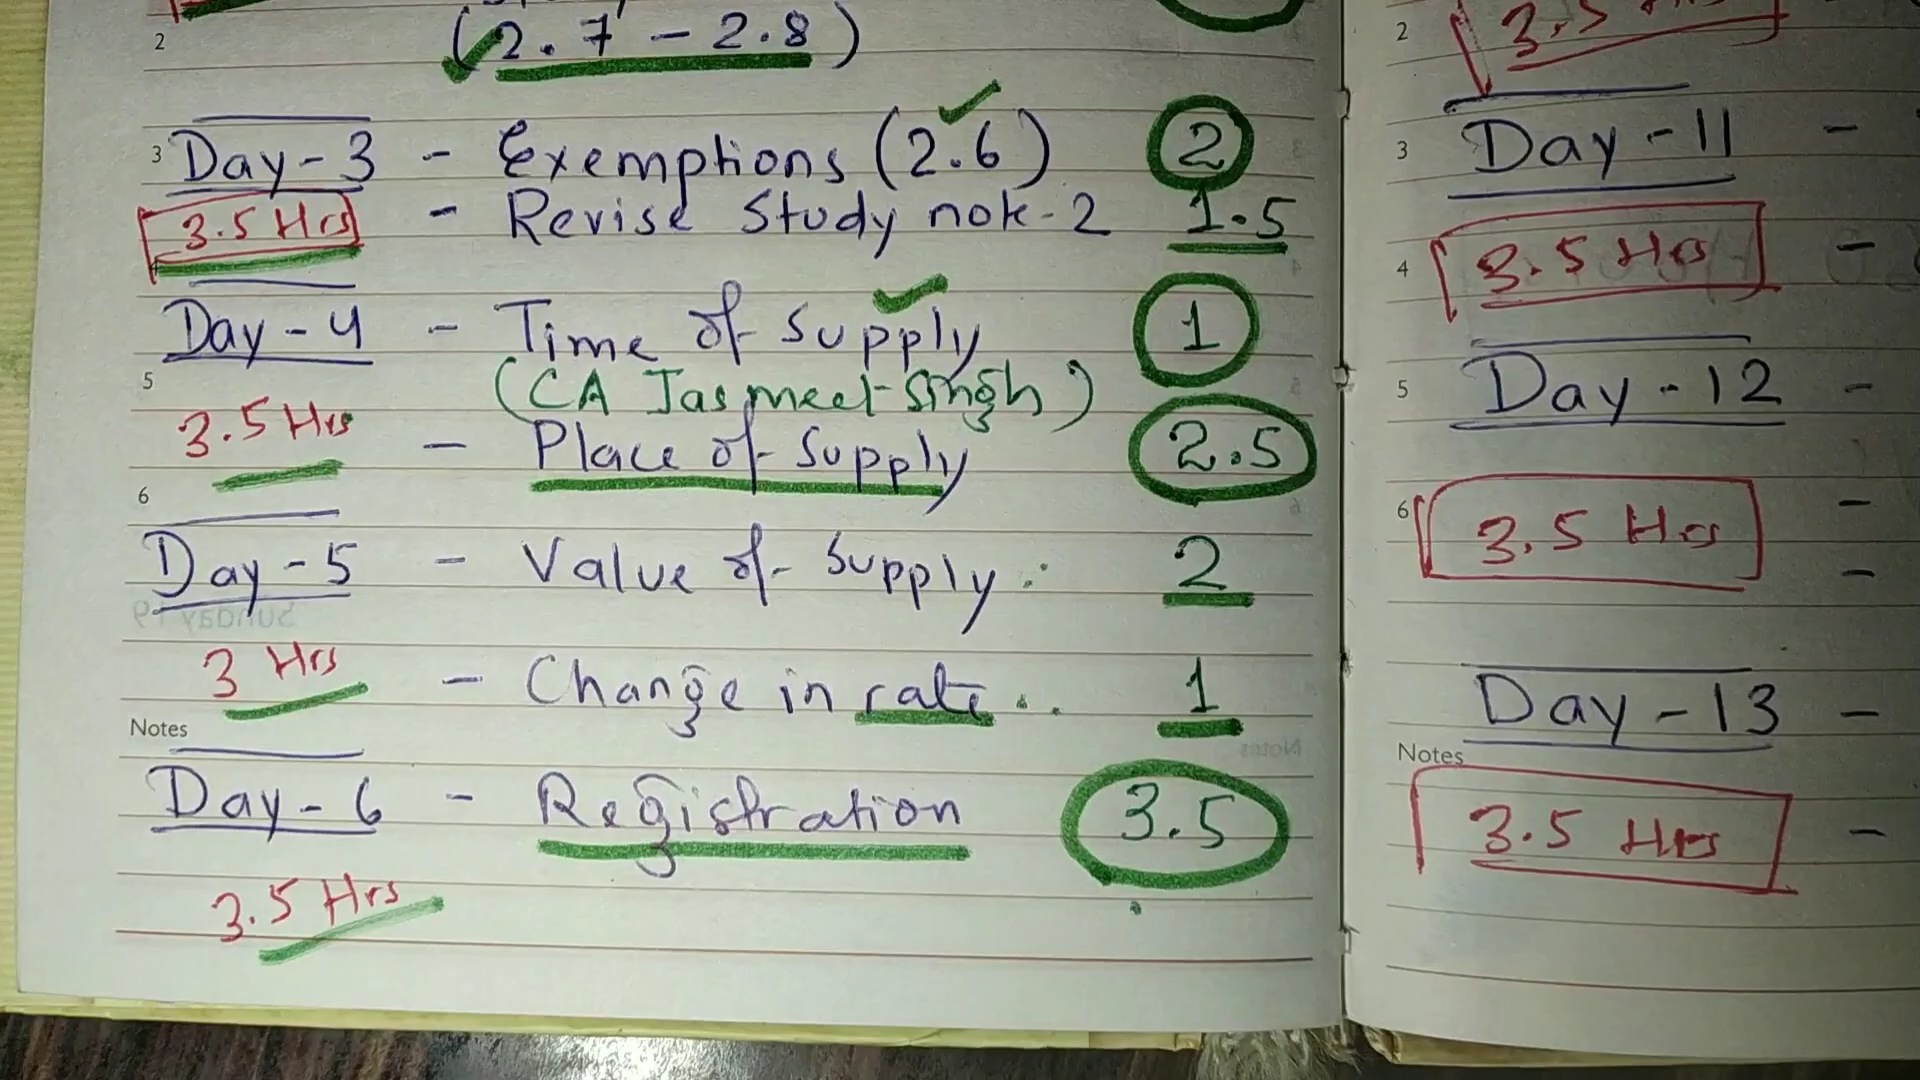 2
(2.7 - 2.8)
3 Day-3 - Exemptions (2.6) 2
3.5 Hrs - Revise Study note-2 1.5
Day-4 - Time of Supply 1
5 (CA Jasmeet Singh)
3.5 Hrs - Place of Supply 2.5
6
Day-5 - Value of Supply. 2
3 Hrs - Change in rate.. 1
Notes
Day-6 - Registration 3.5
3.5 Hrs
2 3.5 Hrs
3 Day-11 -
4 3.5 Hrs -
5 Day-12 -
6 3.5 Hrs -
-
Day-13 -
Notes
3.5 Hrs -